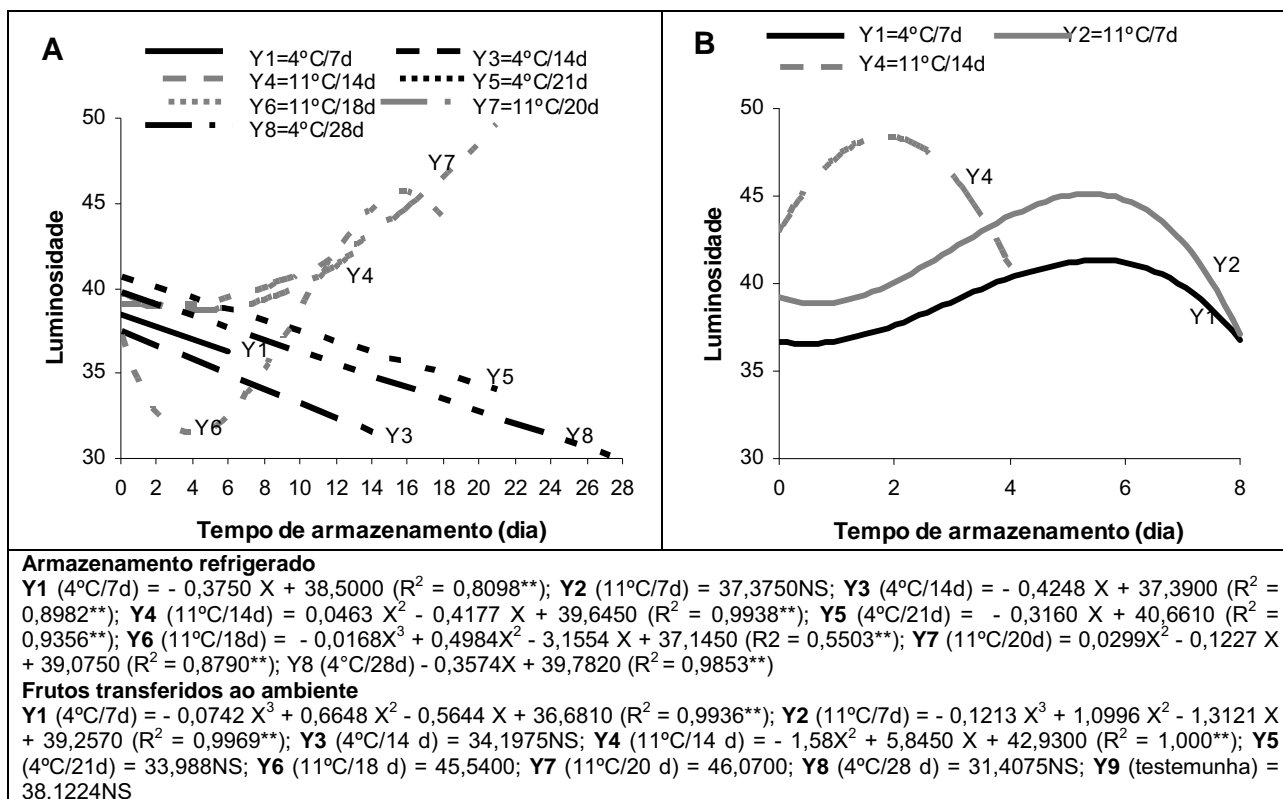 A
Y1=4ºC/7d Y3=4ºC/14d
Y4=11ºC/14d Y5=4ºC/21d
Y6=11ºC/18d Y7=11ºC/20d
Y8=4ºC/28d
50
45
40
35
30
Luminosidade
Y7
Y4
Y1
Y5
Y6
Y3
Y8
0 2 4 6 8 10 12 14 16 18 20 22 24 26 28
Tempo de armazenamento (dia)
B
Y1=4ºC/7d Y2=11ºC/7d
Y4=11ºC/14d
50
45
40
35
30
Luminosidade
Y4
Y2
Y1
0 2 4 6 8
Tempo de armazenamento (dia)
Armazenamento refrigerado
Y1 (4ºC/7d) = - 0,3750 X + 38,5000 (R² = 0,8098**); Y2 (11ºC/7d) = 37,3750NS; Y3 (4ºC/14d) = - 0,4248 X + 37,3900 (R² =
0,8982**); Y4 (11ºC/14d) = 0,0463 X² - 0,4177 X + 39,6450 (R² = 0,9938**); Y5 (4ºC/21d) = - 0,3160 X + 40,6610 (R² =
0,9356**); Y6 (11ºC/18d) = - 0,0168X³ + 0,4984X² - 3,1554 X + 37,1450 (R2 = 0,5503**); Y7 (11ºC/20d) = 0,0299X² - 0,1227 X
+ 39,0750 (R² = 0,8790**); Y8 (4°C/28d) - 0,3574X + 39,7820 (R² = 0,9853**)
Frutos transferidos ao ambiente
Y1 (4ºC/7d) = - 0,0742 X³ + 0,6648 X² - 0,5644 X + 36,6810 (R² = 0,9936**); Y2 (11ºC/7d) = - 0,1213 X³ + 1,0996 X² - 1,3121 X
+ 39,2570 (R² = 0,9969**); Y3 (4ºC/14 d) = 34,1975NS; Y4 (11ºC/14 d) = - 1,58X² + 5,8450 X + 42,9300 (R² = 1,000**); Y5
(4ºC/21d) = 33,988NS; Y6 (11ºC/18 d) = 45,5400; Y7 (11ºC/20 d) = 46,0700; Y8 (4ºC/28 d) = 31,4075NS; Y9 (testemunha) =
38,1224NS